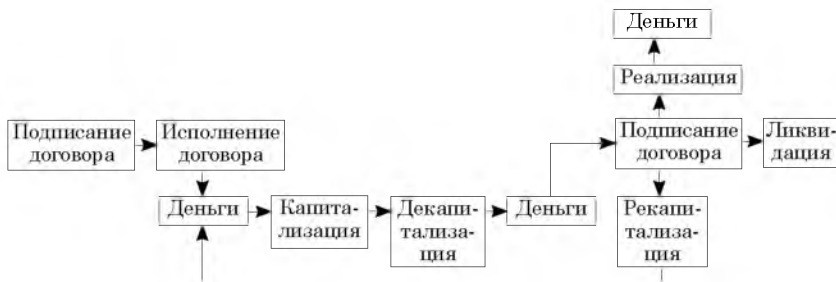 Деньги
Реализация
Подписание
договора
Исполнение
договора
Подписание
договора
Ликви-
дация
Деньги
Капита-
лизация
Декапи-
тализа-
ция
Деньги
Рекапи-
тализа-
ция